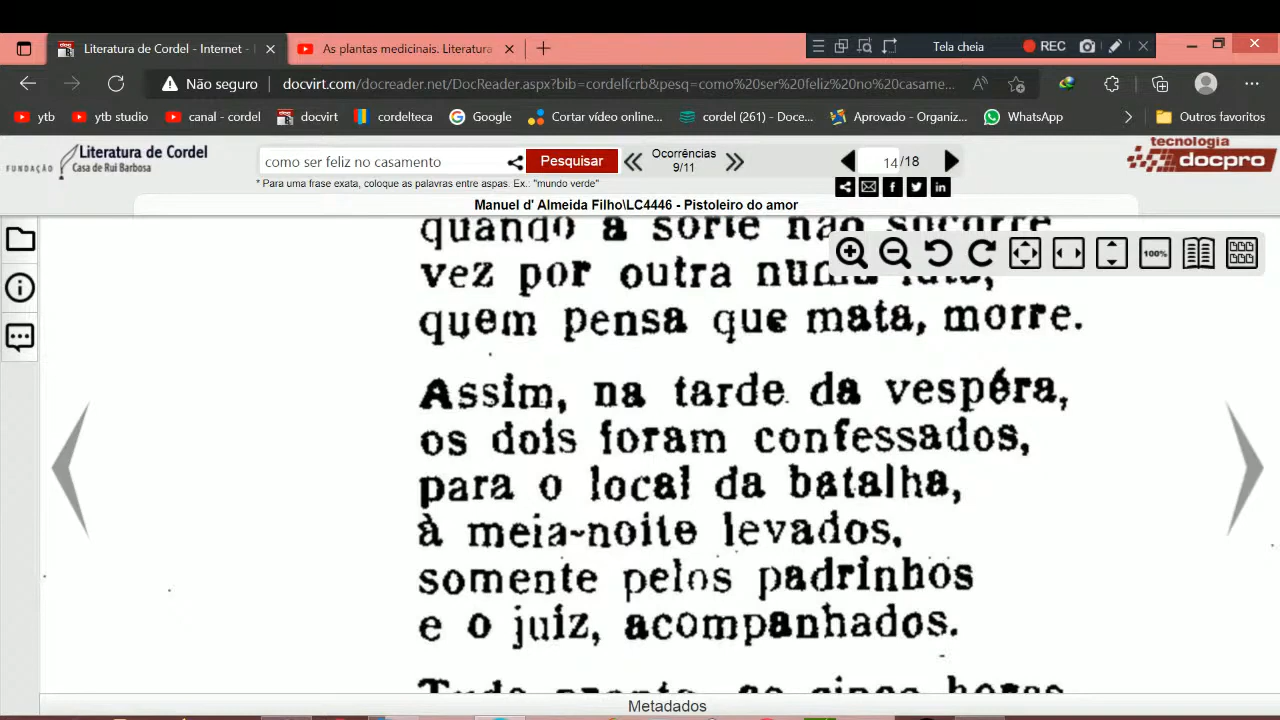 Literatura de Cordel - Internet -
As plantas medicinais. Literatura
Tela cheia
REC
Não seguro
docvirt.com/docreader.net/DocReader.aspx?bib=cordelfcrb&pesq=como%20ser%20feliz%20no%20casame...
ytb
ytb studio
canal - cordel
docvirt
cordelteca
Google
Cortar vídeo online...
cordel (261) - Doce...
Aprovado - Organiz...
WhatsApp
Outros favoritos
FUNDAÇÃO
Literatura de Cordel
Casa de Rui Barbosa
como ser feliz no casamento
Pesquisar
Ocorrências
9/11
14 /18
tecnologia
docpro
* Para uma frase exata, coloque as palavras entre aspas. Ex.: "mundo verde"
Manuel d' Almeida Filho\LC4446 - Pistoleiro do amor
100%
quando a sorte não socorre
vez por outra numa
quem pensa que mata, morre.
Assim, na tarde da vespéra,
os dois foram confessados,
para o local da batalha,
à meia-noite levados,
somente pelos padrinhos
e o juiz, acompanhados.
Metadados